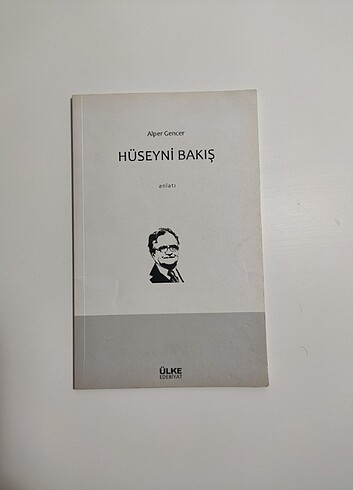 Alper Gencer
HÜSEYNİ BAKIŞ
anlatı
ÜLKE
EDEBİYAT